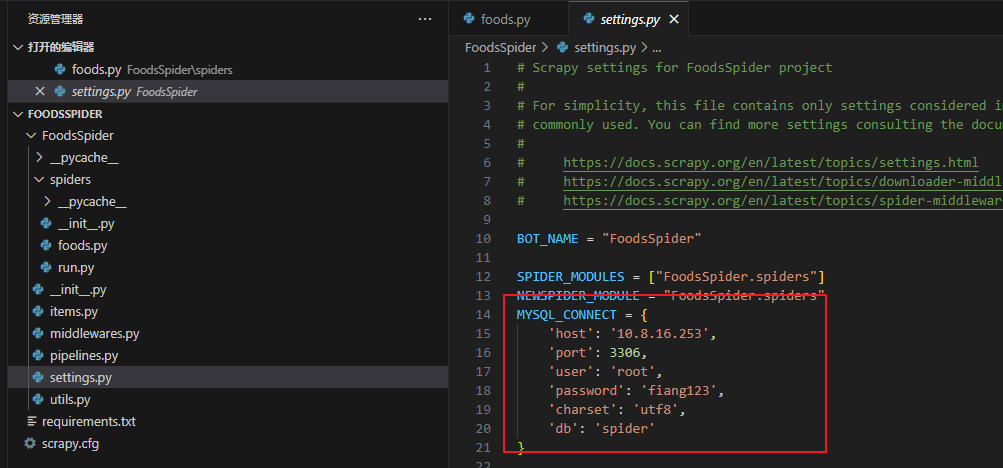 资源管理器
打开的编辑器
foods.py FoodsSpider\spiders
settings.py FoodsSpider
FOODSSPIDER
FoodsSpider
__pycache__
spiders
__pycache__
__init__.py
foods.py
run.py
__init__.py
items.py
middlewares.py
pipelines.py
settings.py
utils.py
requirements.txt
scrapy.cfg
foods.py settings.py
FoodsSpider > settings.py > ...
1 # Scrapy settings for FoodsSpider project
2 #
3 # For simplicity, this file contains only settings considered i
4 # commonly used. You can find more settings consulting the docu
5 #
6 # https://docs.scrapy.org/en/latest/topics/settings.html
7 # https://docs.scrapy.org/en/latest/topics/downloader-middl
8 # https://docs.scrapy.org/en/latest/topics/spider-middlewar
9
10 BOT_NAME = "FoodsSpider"
11
12 SPIDER_MODULES = ["FoodsSpider.spiders"]
13 NEWSPIDER_MODULE = "FoodsSpider.spiders"
14 MYSQL_CONNECT = {
15 'host': '10.8.16.253',
16 'port': 3306,
17 'user': 'root',
18 'password': 'fiang123',
19 'charset': 'utf8',
20 'db': 'spider'
21 }
22